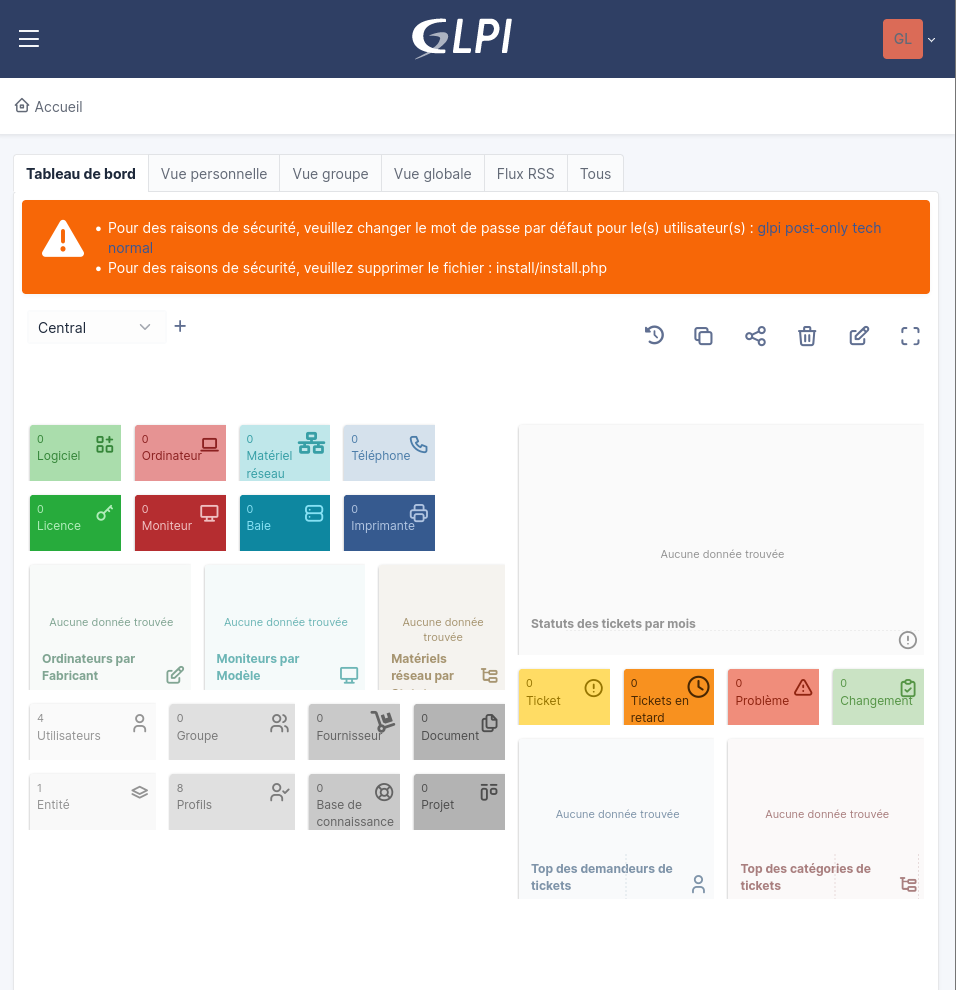 GLPI
GL
Accueil
Tableau de bord
Vue personnelle
Vue groupe
Vue globale
Flux RSS
Tous
Pour des raisons de sécurité, veuillez changer le mot de passe par défaut pour le(s) utilisateur(s) : glpi post-only tech
normal
Pour des raisons de sécurité, veuillez supprimer le fichier : install/install.php
Central
0
Logiciel
0
Ordinateur
0
Matériel
réseau
0
Téléphone
0
Licence
0
Moniteur
0
Baie
0
Imprimante
Aucune donnée trouvée
Ordinateurs par
Fabricant
Aucune donnée trouvée
Moniteurs par
Modèle
Aucune donnée
trouvée
Matériels
réseau par
4
Utilisateurs
0
Groupe
0
Fournisseur
0
Document
1
Entité
8
Profils
0
Base de
connaissance
0
Projet
Aucune donnée trouvée
Statuts des tickets par mois
0
Ticket
0
Tickets en
retard
0
Problème
0
Changement
Aucune donnée trouvée
Top des demandeurs de
tickets
Aucune donnée trouvée
Top des catégories de
tickets